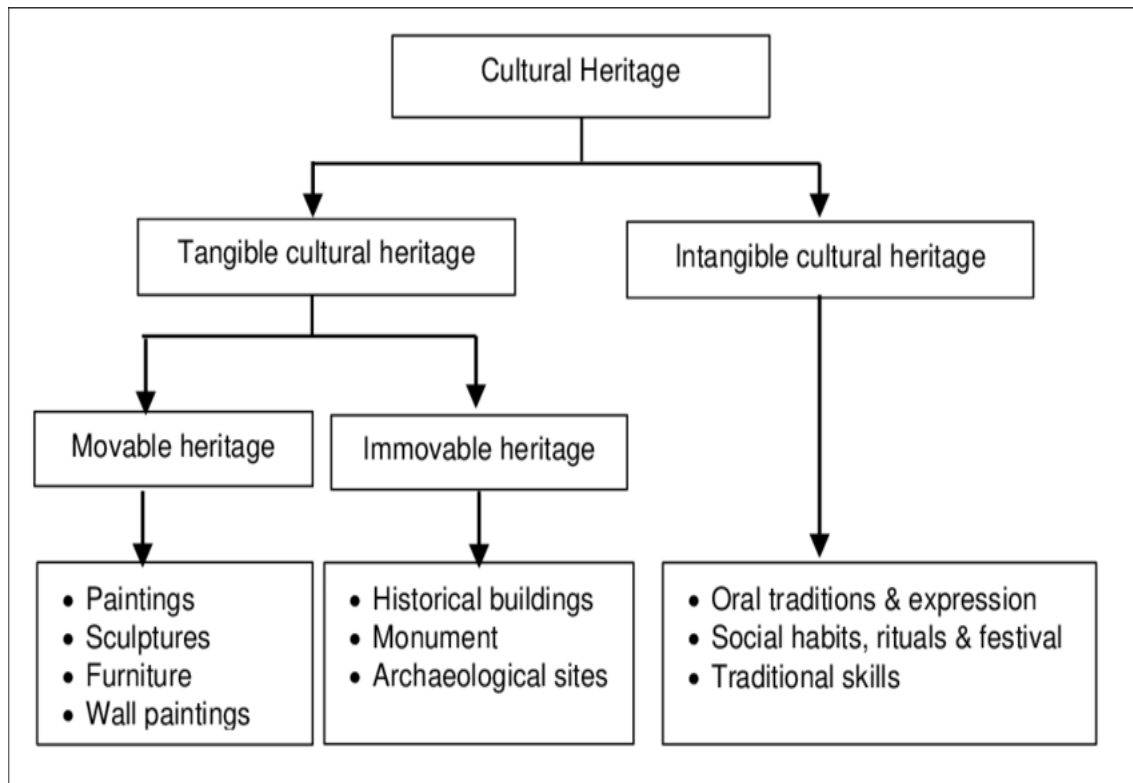 Cultural Heritage
Tangible cultural heritage
Intangible cultural heritage
Movable heritage
Immovable heritage
• Paintings
• Sculptures
• Furniture
• Wall paintings
• Historical buildings
• Monument
• Archaeological sites
• Oral traditions & expression
• Social habits, rituals & festival
• Traditional skills